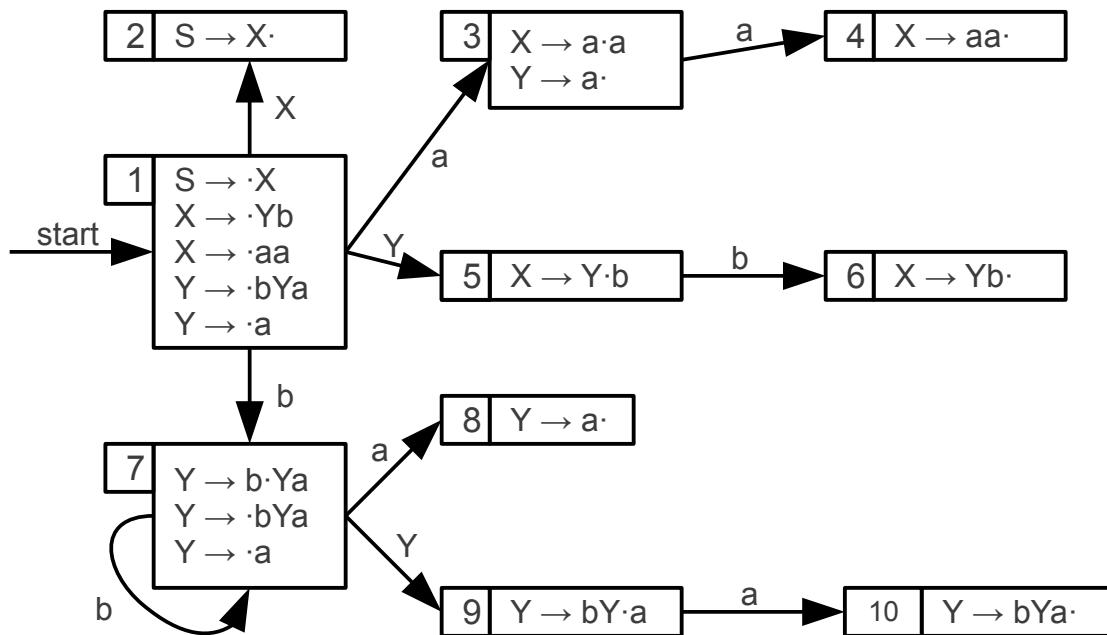 2 S → X·
3 X → a·a
Y → a·
a
4 X → aa·
X
a
1 S → ·X
X → ·Yb
X → ·aa
Y → ·bYa
Y → ·a
start
Y
5 X → Y·b
b
6 X → Yb·
b
8 Y → a·
a
7 Y → b·Ya
Y → ·bYa
Y → ·a
Y
b
9 Y → bY·a
a
10 Y → bYa·